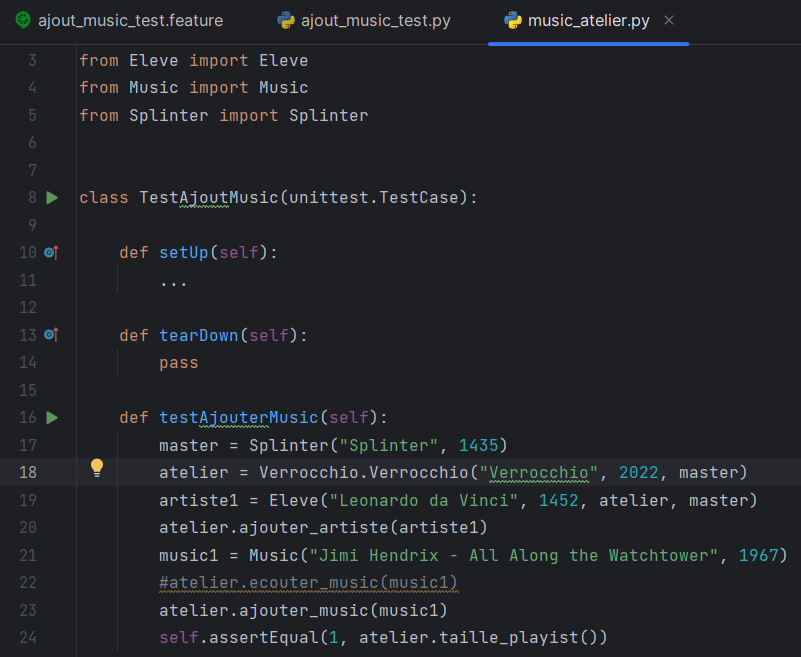 ajout_music_test.feature ajout_music_test.py music_atelier.py
3 from Eleve import Eleve
4 from Music import Music
5 from Splinter import Splinter
6
7
8 class TestAjoutMusic(unittest.TestCase):
9
10 def setUp(self):
11 ...
12
13 def tearDown(self):
14 pass
15
16 def testAjouterMusic(self):
17 master = Splinter("Splinter", 1435)
18 atelier = Verrocchio.Verrocchio("Verrocchio", 2022, master)
19 artiste1 = Eleve("Leonardo da Vinci", 1452, atelier, master)
20 atelier.ajouter_artiste(artiste1)
21 music1 = Music("Jimi Hendrix - All Along the Watchtower", 1967)
22 #atelier.ecouter_music(music1)
23 atelier.ajouter_music(music1)
24 self.assertEqual(1, atelier.taille_playist())